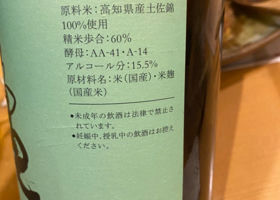 原料米：高知県産土佐錦
100％使用
精米歩合：60％
酵母：AA-41・A-14
アルコール分：15.5％
原材料名：米（国産）・米麹
（国産米）
●未成年の飲酒は法律で禁止さ
れています。
●妊娠中、授乳中の飲酒はお控え
ください。